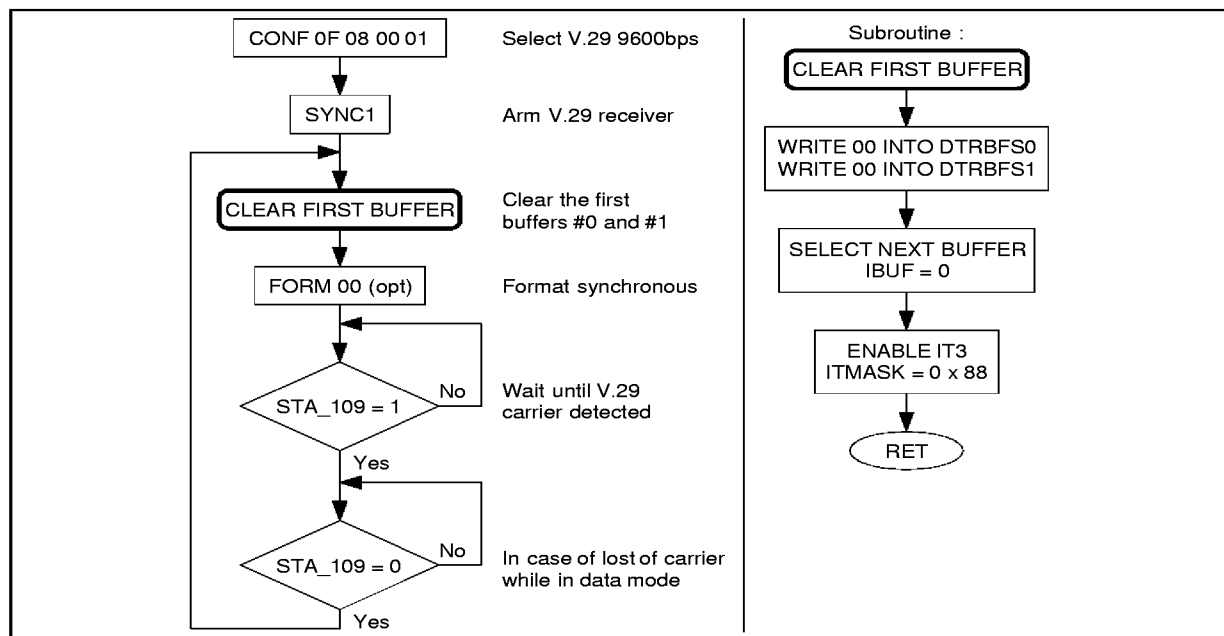 CONF 0F 08 00 01
Select V.29 9600bps
SYNC1
Arm V.29 receiver
CLEAR FIRST BUFFER
Clear the first
buffers #0 and #1
FORM 00 (opt)
Format synchronous
STA_109 = 1
No
Wait until V.29
carrier detected
Yes
STA_109 = 0
No
In case of lost of carrier
while in data mode
Yes
Subroutine :
CLEAR FIRST BUFFER
WRITE 00 INTO DTRBFS0
WRITE 00 INTO DTRBFS1
SELECT NEXT BUFFER
IBUF = 0
ENABLE IT3
ITMASK = 0 x 88
RET